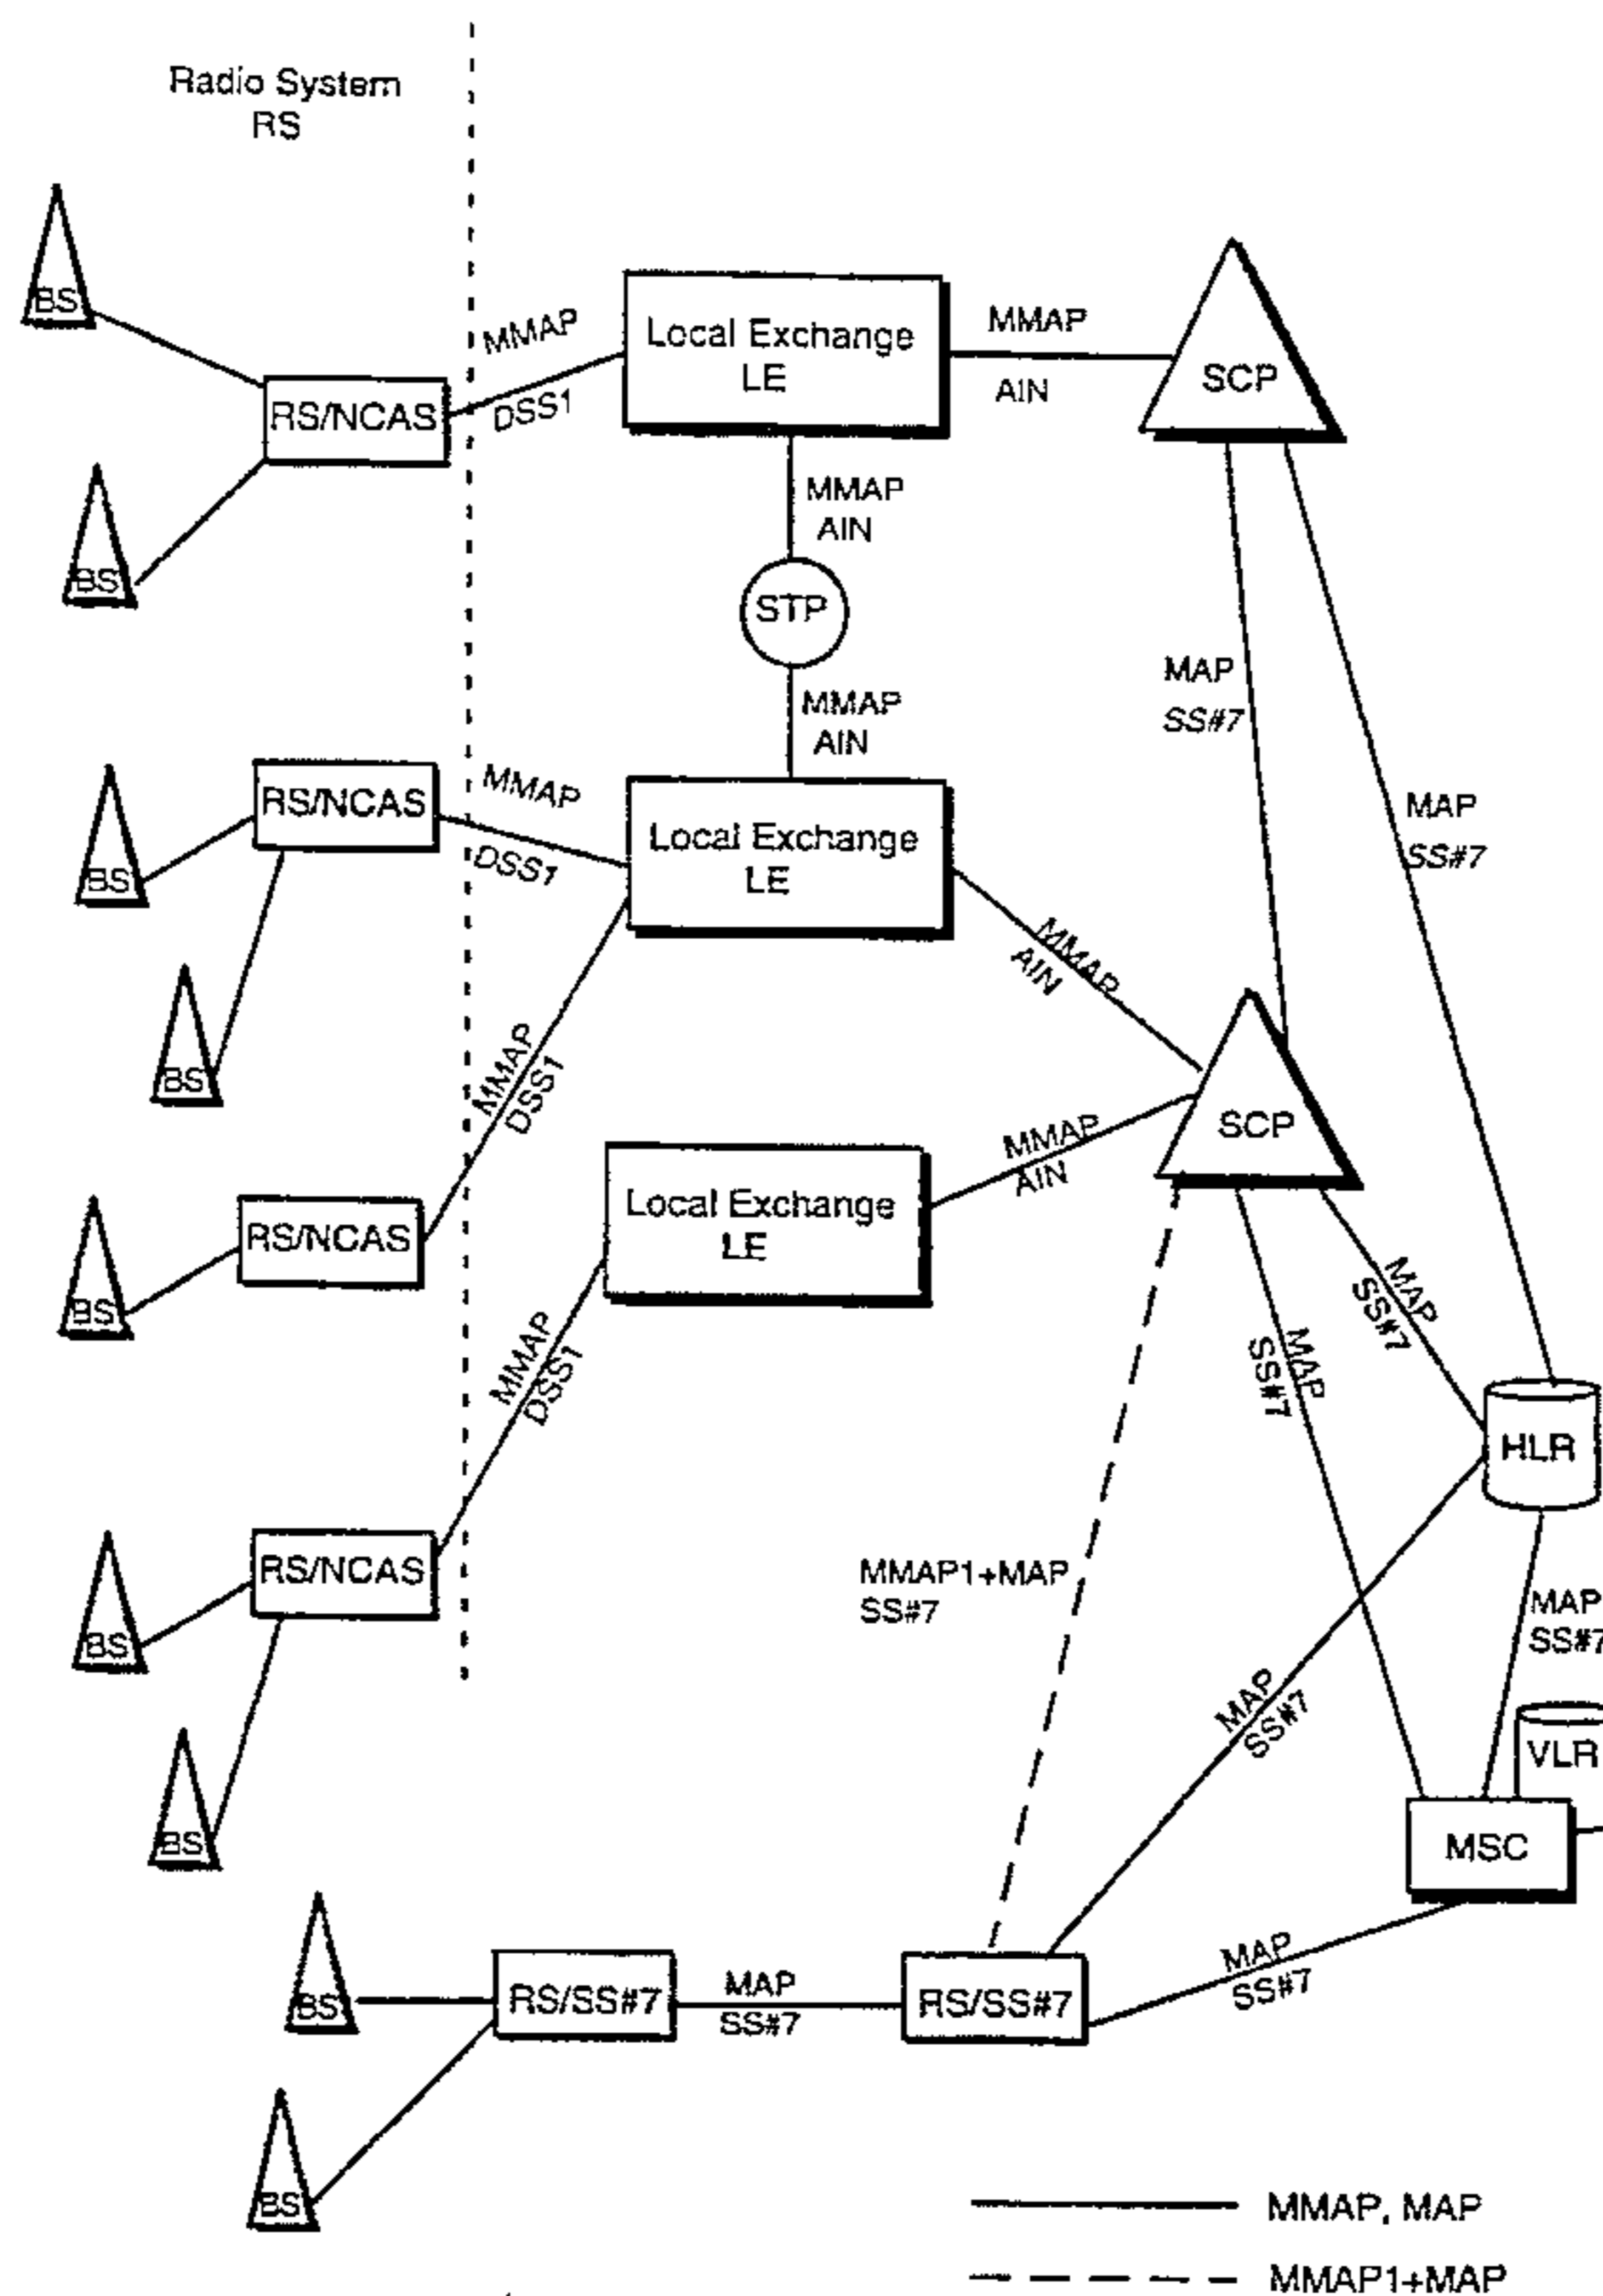 Radio System
RS
BS
RS/NCAS
MMAP
DSS1
Local Exchange
LE
MMAP
AIN
SCP
BS
MMAP
AIN
STP
MMAP
AIN
MAP
SS#7
MAP
SS#7
BS
RS/NCAS
MMAP
DSS1
Local Exchange
LE
MMAP
AIN
BS
MMAP
DSS1
SCP
BS
RS/NCAS
Local Exchange
LE
MMAP
AIN
MAP
SS#7
MAP
SS#7
HLR
MMAP
DSS1
BS
RS/NCAS
MMAP1+MAP
SS#7
MAP
SS#7
MAP
SS#7
VLR
MSC
BS
BS
RS/SS#7
MAP
SS#7
RS/SS#7
MAP
SS#7
BS
MMAP, MAP
MMAP1+MAP